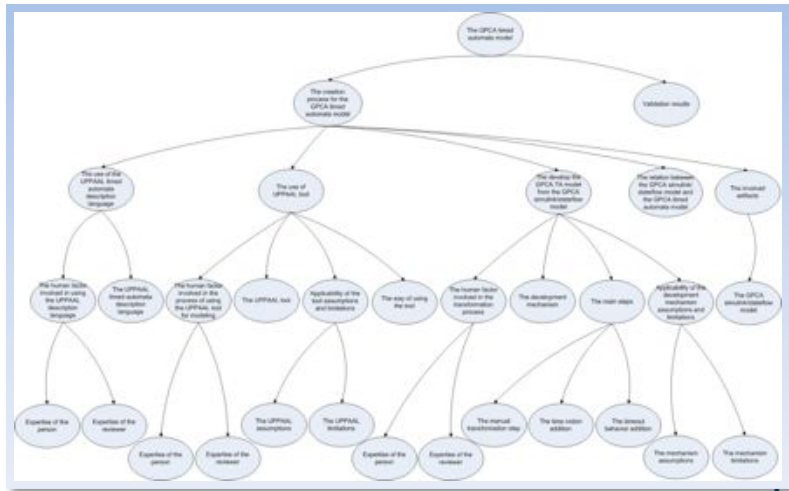 The GPCA timed
automata model
The creation
process for the
GPCA timed
automata model
Validation results
The use of the
UPPAAL timed
automata
description
language
The use of
UPPAAL tool
The develop the
GPCA TA model
from the GPCA
simulink/stateflow
model
The relation between
the GPCA simulink/
stateflow model and
the GPCA timed
automata model
The involved
artifacts
The human factor
involved in using
the UPPAAL
description
language
The UPPAAL
timed automata
description
language
The human factor
involved in the
process of using
the UPPAAL tool
for modeling
The UPPAAL tool
Applicability of the
tool assumptions
and limitations
The way of using
the tool
The human factor
involved in the
transformation
process
The development
mechanism
The main steps
Applicability of the
development
mechanism
assumptions and
limitations
The GPCA
simulink/stateflow
model
Expertise of the
person
Expertise of the
reviewer
Expertise of the
person
Expertise of the
reviewer
The UPPAAL
assumptions
The UPPAAL
limitations
Expertise of the
person
Expertise of the
reviewer
The manual
transformation step
The time notion
addition
The timeout
behavior addition
The mechanism
assumptions
The mechanism
limitations